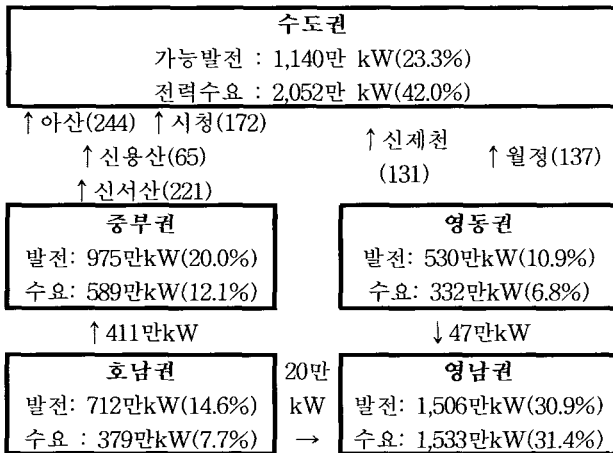 수도권
가능발전 : 1,140만 kW(23.3%)
전력수요 : 2,052만 kW(42.0%)
↑아산(244) ↑시청(172)
↑신용산(65)
↑신서산(221)
↑신제천
(131)
↑월정(137)
중부권
발전: 975만kW(20.0%)
수요: 589만kW(12.1%)
영동권
발전: 530만kW(10.9%)
수요: 332만kW(6.8%)
↑411만kW
↓47만kW
호남권
발전: 712만kW(14.6%)
수요 : 379만kW(7.7%)
20만
kW
→
영남권
발전: 1,506만kW(30.9%)
수요: 1,533만kW(31.4%)